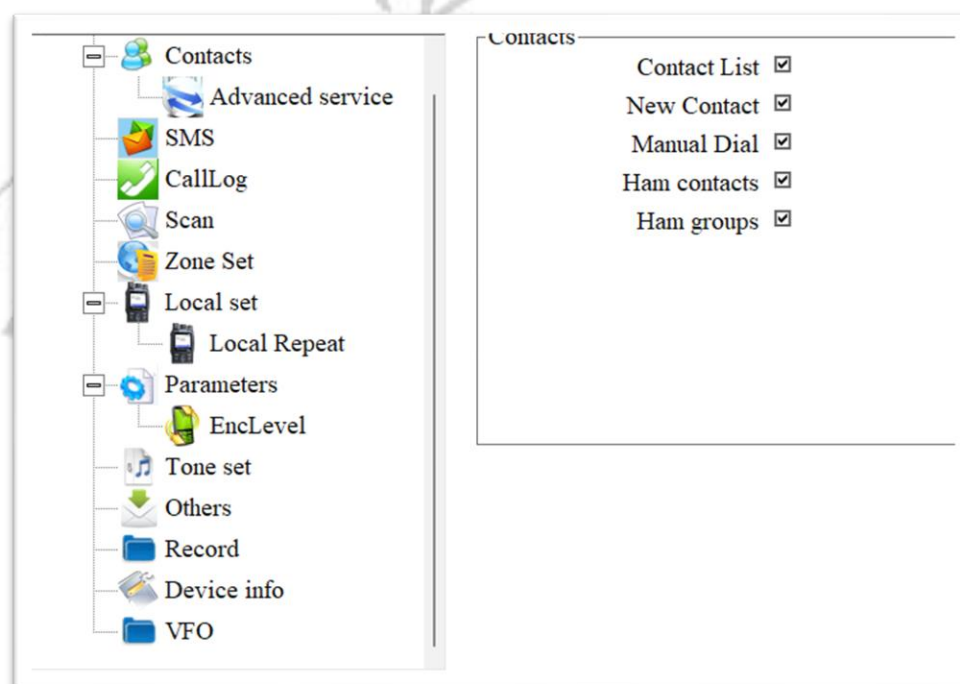 Contacts
Advanced service
SMS
CallLog
Scan
Zone Set
Local set
Local Repeat
Parameters
EncLevel
Tone set
Others
Record
Device info
VFO
Contacts
Contact List
New Contact
Manual Dial
Ham contacts
Ham groups